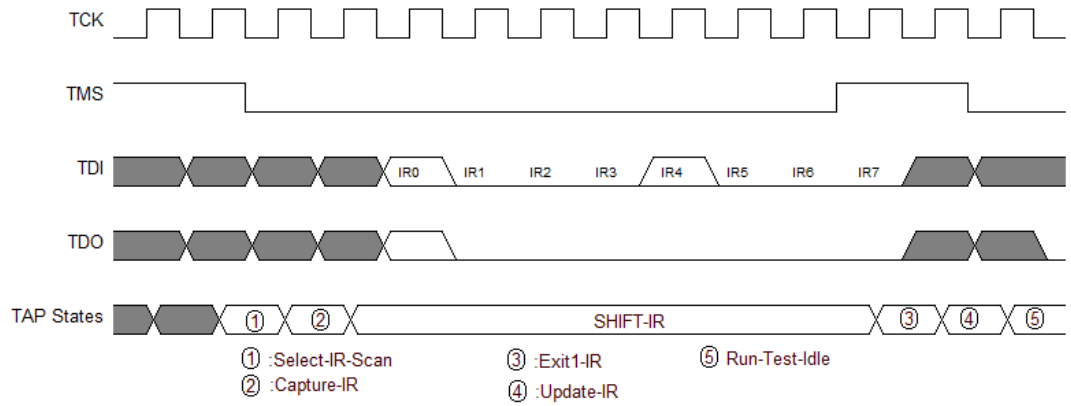 TCK
TMS
TDI IR0 IR1 IR2 IR3 IR4 IR5 IR6 IR7
TDO
TAP States ① ② SHIFT-IR ③ ④ ⑤
① :Select-IR-Scan ③ :Exit1-IR ⑤ Run-Test-Idle
② :Capture-IR ④ :Update-IR